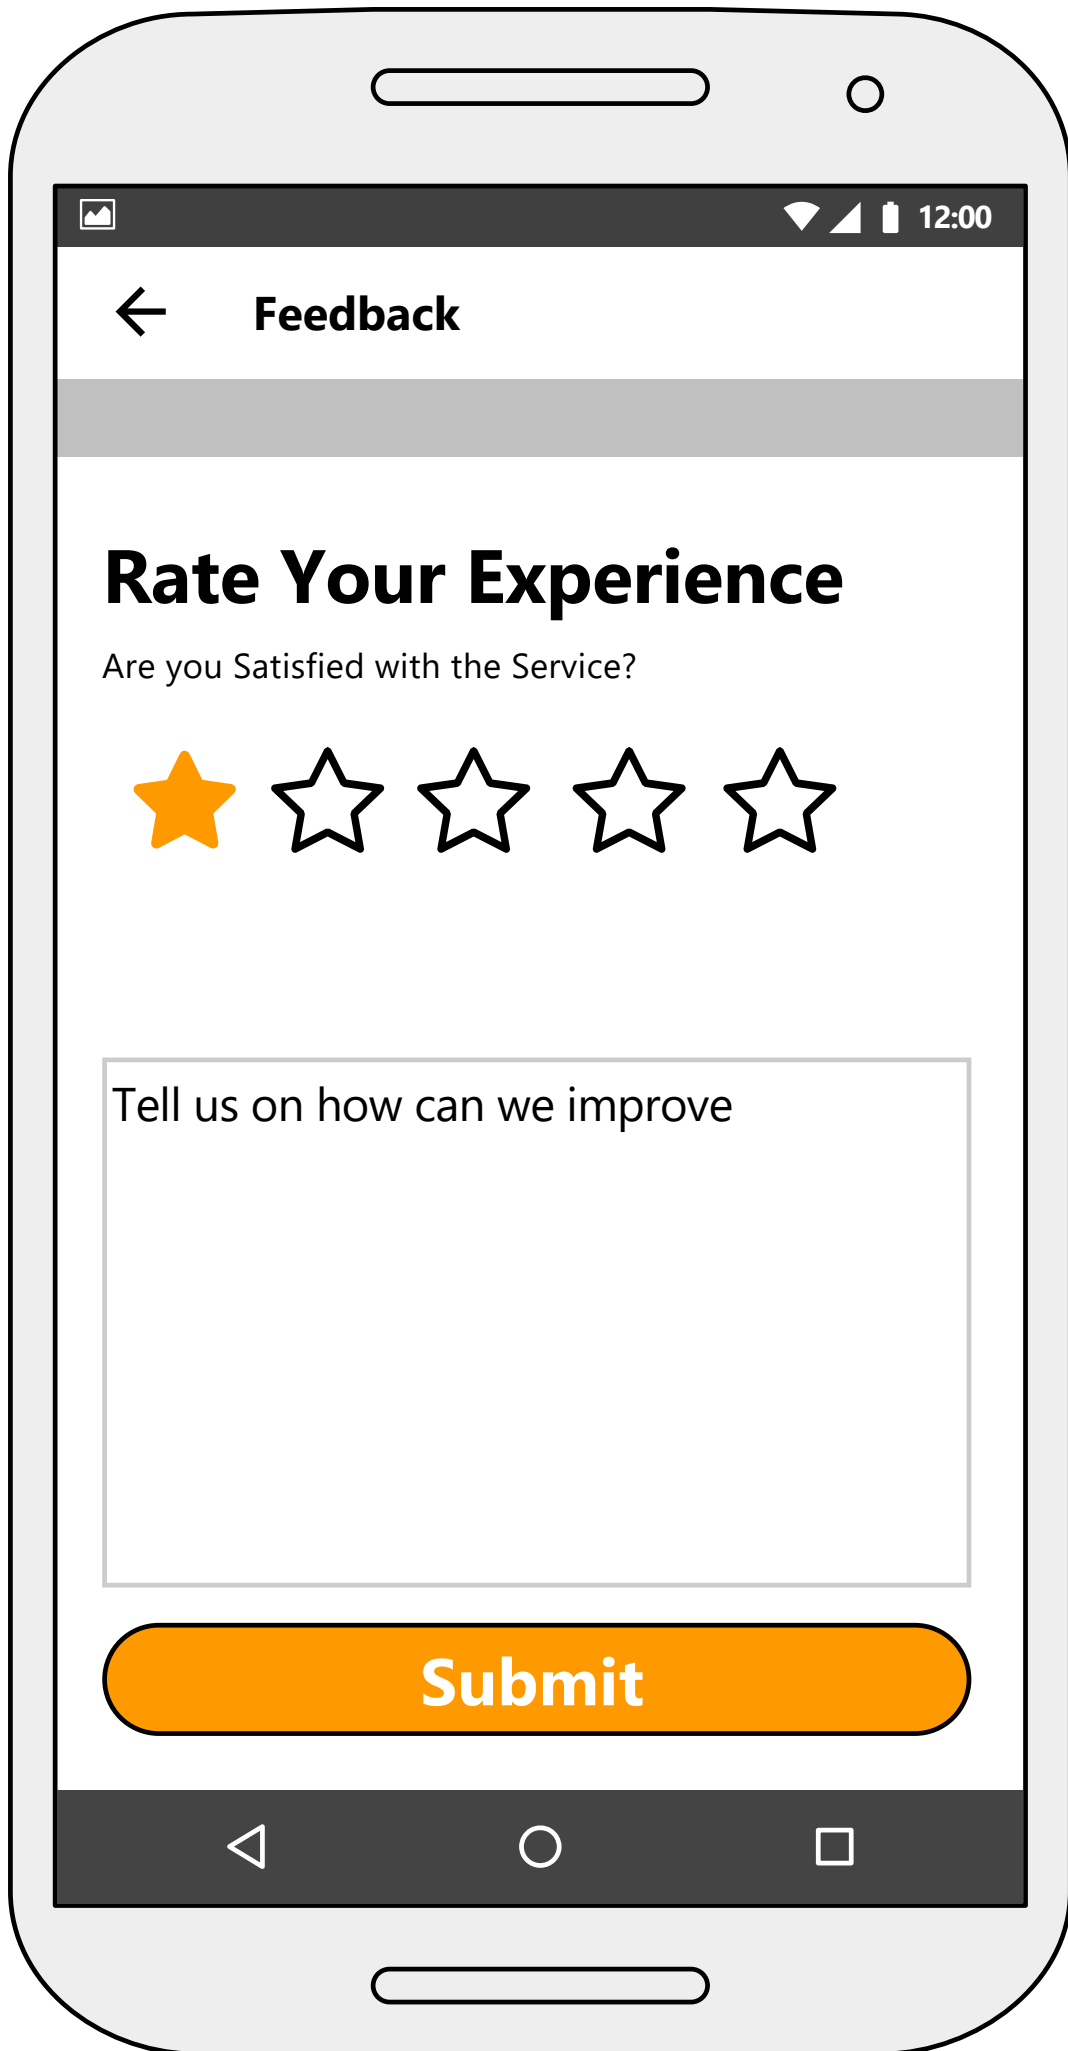 12:00
Feedback
Rate Your Experience
Are you Satisfied with the Service?
Tell us on how can we improve
Submit